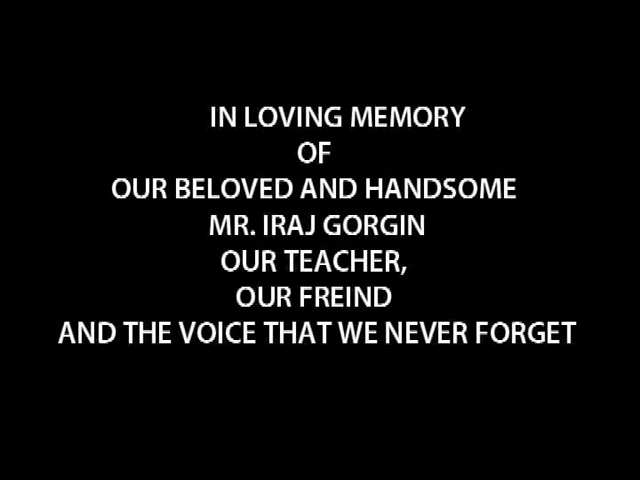 IN LOVING MEMORY
OF
OUR BELOVED AND HANDSOME
MR. IRAJ GORGIN
OUR TEACHER,
OUR FREIND
AND THE VOICE THAT WE NEVER FORGET